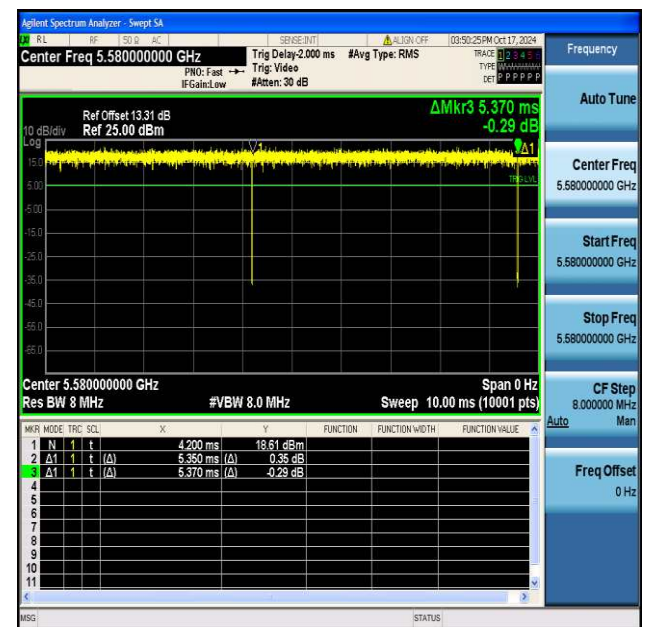 Agilent Spectrum Analyzer - Swept SA
RL RF 50 Ω AC SENSE:INT ALIGN OFF 03:50:25 PM Oct 17, 2024
Center Freq 5.580000000 GHz
PNO: Fast
IFGain:Low
Trig Delay-2.000 ms
Trig: Video
#Atten: 30 dB
#Avg Type: RMS
TRACE 1 2 3 4 5 6
TYPE
DET P P P P P P
Ref Offset 13.31 dB
10 dB/div Ref 25.00 dBm
Log
ΔMkr3 5.370 ms
-0.29 dB
Δ1
15.0
TRIG LVL
5.00
-5.00
-15.0
-25.0
-35.0
-45.0
-55.0
-65.0
Center 5.580000000 GHz Span 0 Hz
Res BW 8 MHz #VBW 8.0 MHz Sweep 10.00 ms (10001 pts)
MKR MODE TRC SCL X Y FUNCTION FUNCTION WIDTH FUNCTION VALUE
1 N 1 t 4.200 ms 18.61 dBm
2 Δ1 1 t (Δ) 5.350 ms (Δ) 0.35 dB
3 Δ1 1 t (Δ) 5.370 ms (Δ) -0.29 dB
4
5
6
7
8
9
10
11
MSG STATUS
Frequency
Auto Tune
Center Freq
5.580000000 GHz
Start Freq
5.580000000 GHz
Stop Freq
5.580000000 GHz
CF Step
8.000000 MHz
Auto Man
Freq Offset
0 Hz